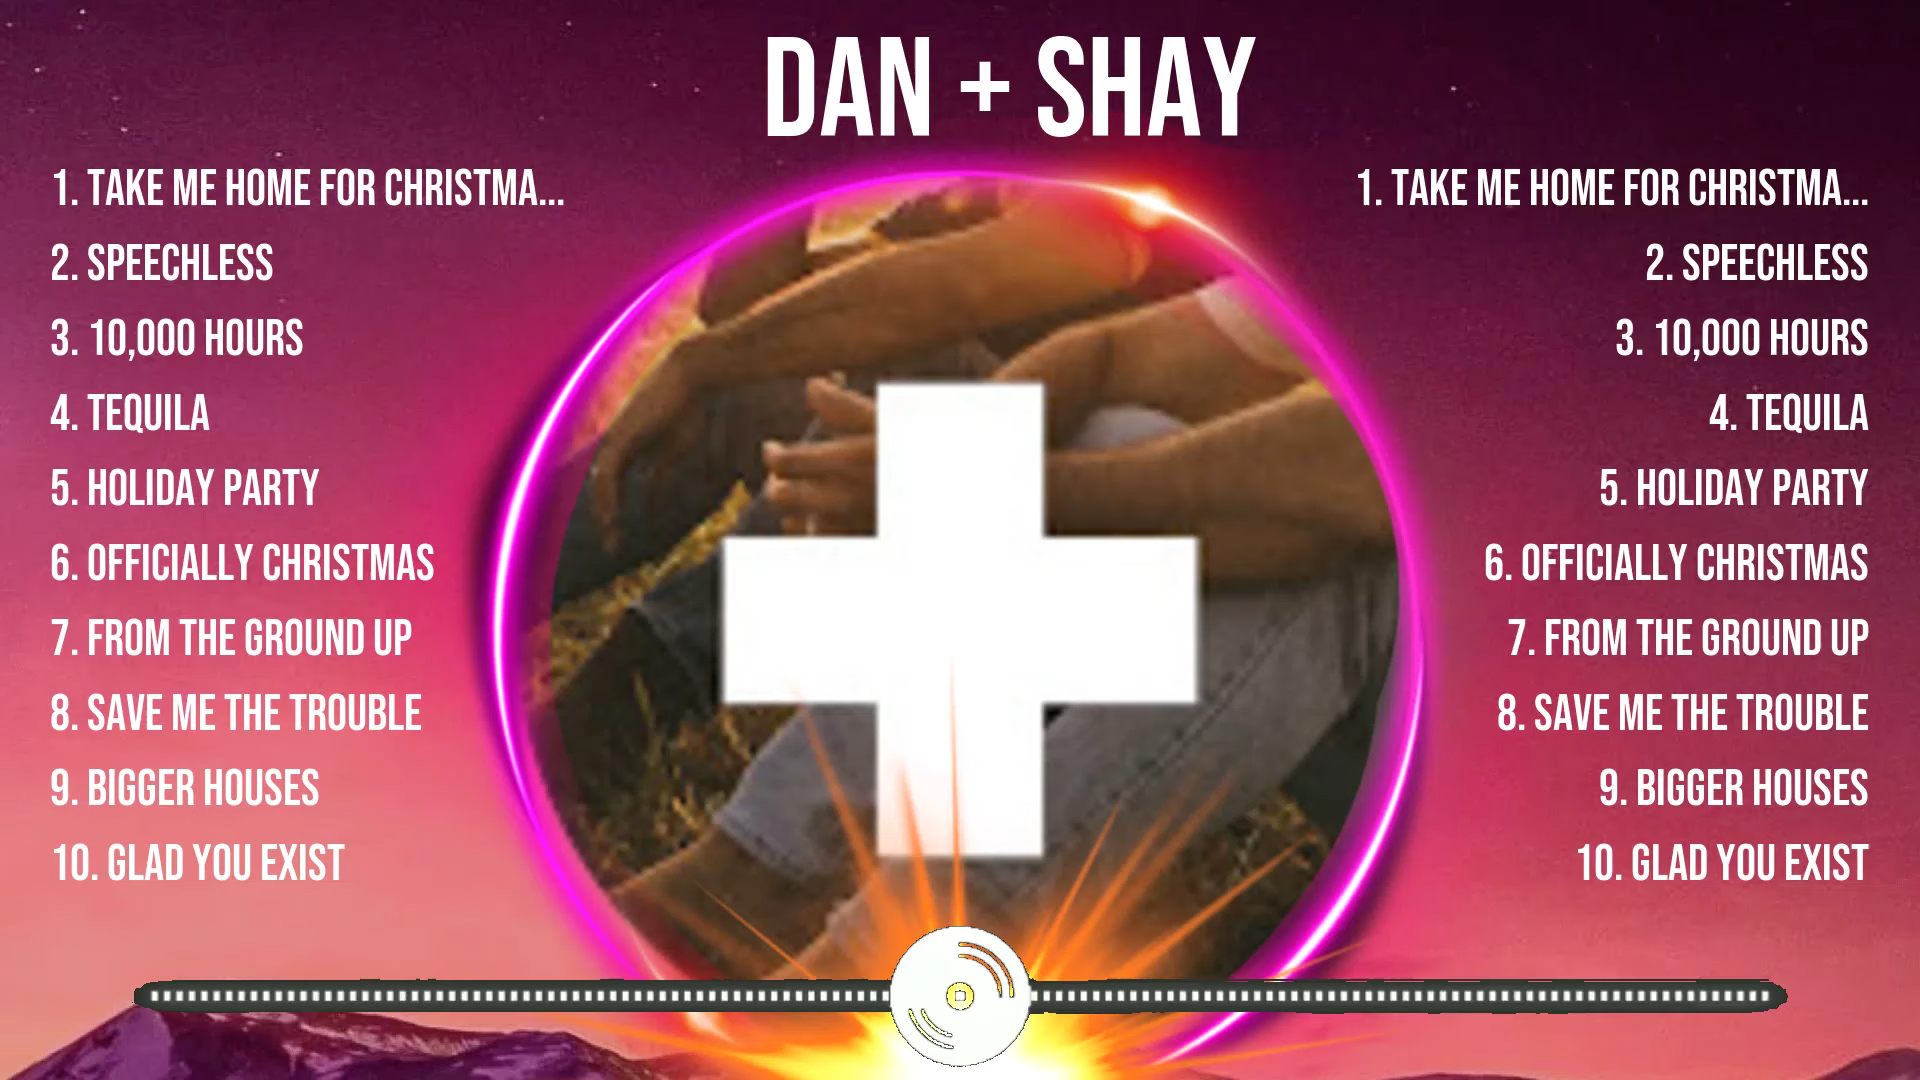 DAN + SHAY
1. TAKE ME HOME FOR CHRISTMA...
2. SPEECHLESS
3. 10,000 HOURS
4. TEQUILA
5. HOLIDAY PARTY
6. OFFICIALLY CHRISTMAS
7. FROM THE GROUND UP
8. SAVE ME THE TROUBLE
9. BIGGER HOUSES
10. GLAD YOU EXIST
1. TAKE ME HOME FOR CHRISTMA...
2. SPEECHLESS
3. 10,000 HOURS
4. TEQUILA
5. HOLIDAY PARTY
6. OFFICIALLY CHRISTMAS
7. FROM THE GROUND UP
8. SAVE ME THE TROUBLE
9. BIGGER HOUSES
10. GLAD YOU EXIST